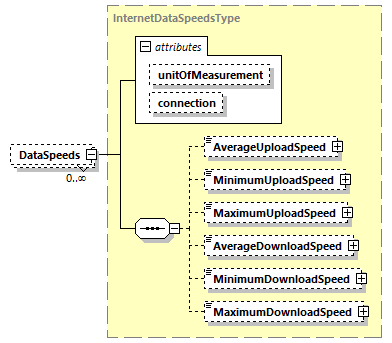 InternetDataSpeedsType
attributes
unitOfMeasurement
connection
DataSpeeds
0..∞
AverageUploadSpeed
MinimumUploadSpeed
MaximumUploadSpeed
AverageDownloadSpeed
MinimumDownloadSpeed
MaximumDownloadSpeed